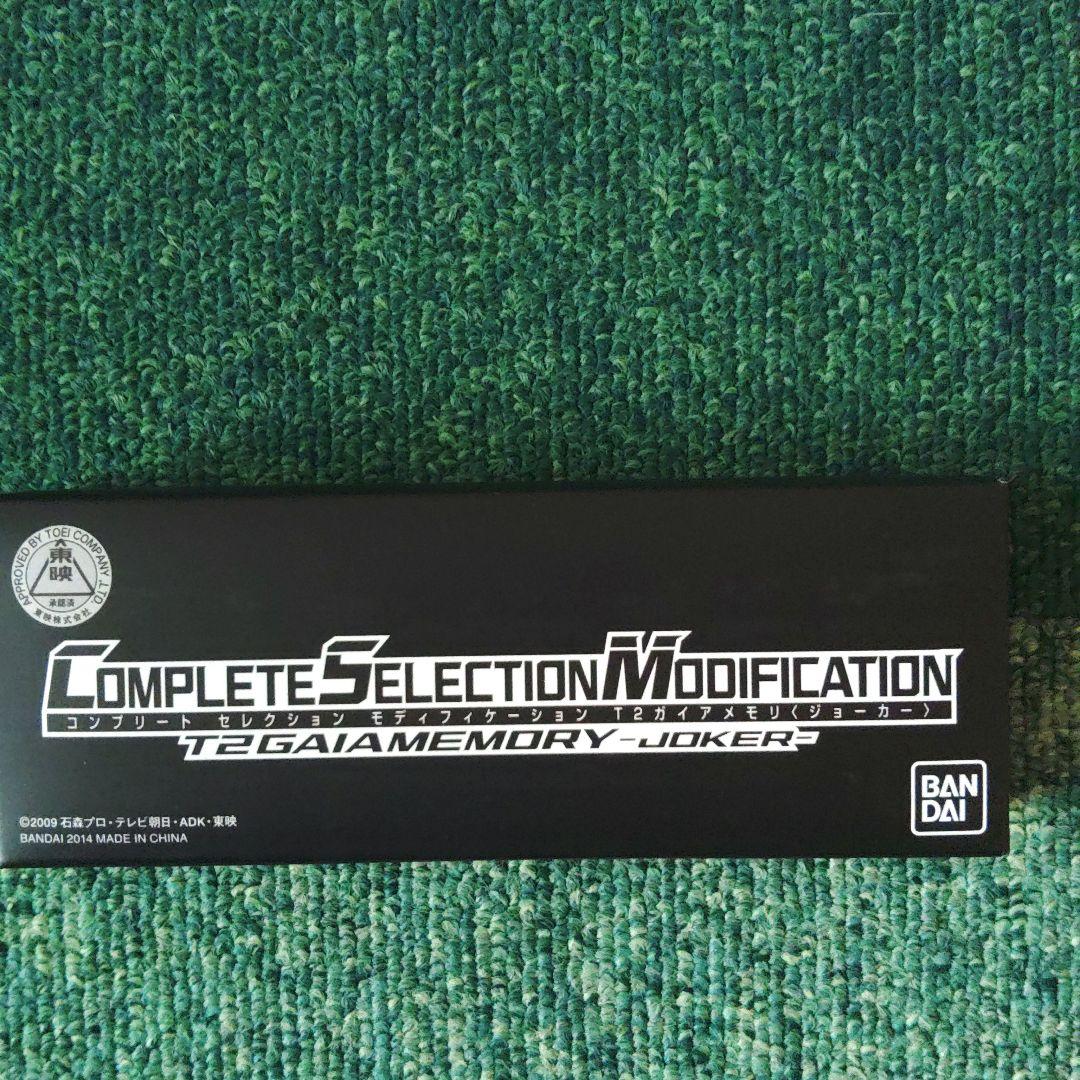 APPROVED BY TOEI COMPANY, LTD.
東映
承認済
東映株式会社
COMPLETE SELECTION MODIFICATION
コンプリート セレクション モディフィケーション T2ガイアメモリ〈ジョーカー〉
T2 GAIAMEMORY-JOKER-
©2009 石森プロ・テレビ朝日・ADK・東映
BANDAI 2014 MADE IN CHINA
BAN
DAI